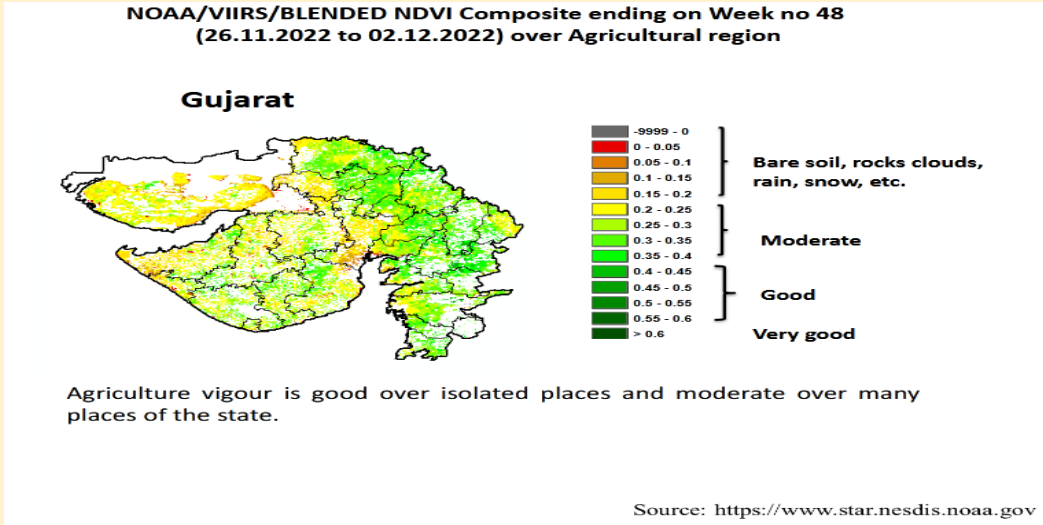 NOAA/VIIRS/BLENDED NDVI Composite ending on Week no 48
(26.11.2022 to 02.12.2022) over Agricultural region
Gujarat
-9999 - 0
0 - 0.05
0.05 - 0.1
0.1 - 0.15
0.15 - 0.2
0.2 - 0.25
0.25 - 0.3
0.3 - 0.35
0.35 - 0.4
0.4 - 0.45
0.45 - 0.5
0.5 - 0.55
0.55 - 0.6
> 0.6
Bare soil, rocks clouds,
rain, snow, etc.
Moderate
Good
Very good
Agriculture vigour is good over isolated places and moderate over many
places of the state.
Source: https://www.star.nesdis.noaa.gov